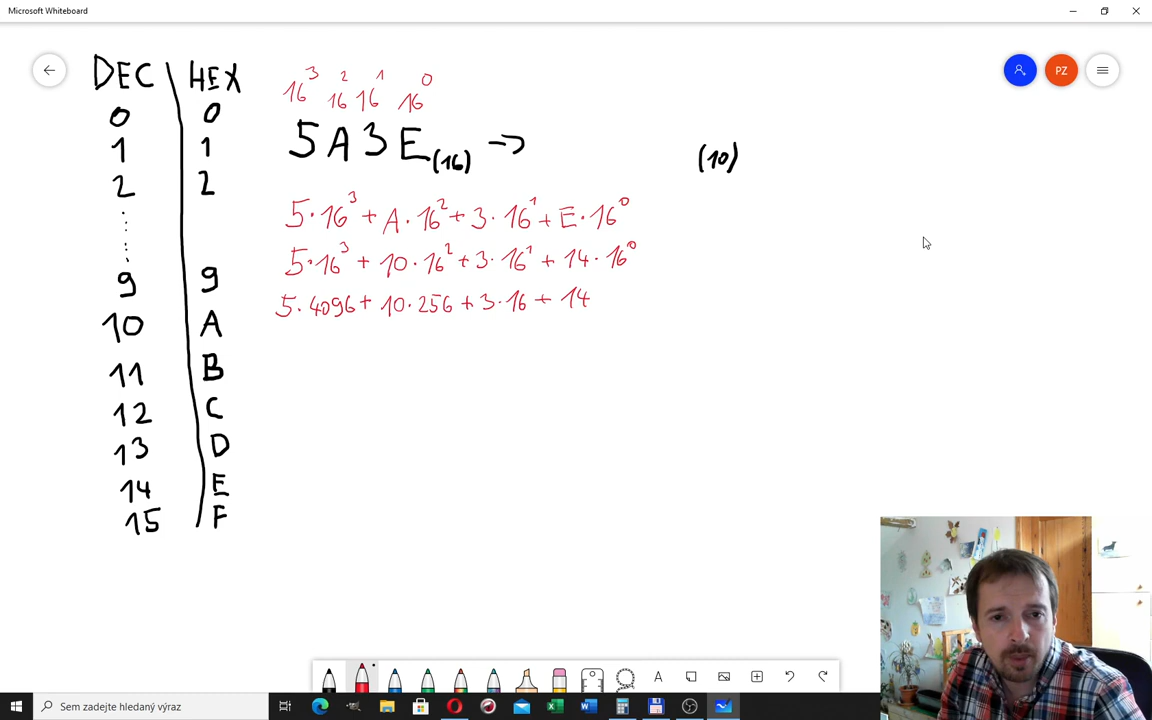 Microsoft Whiteboard
PZ
DEC HEX
0 0
1 1
2 2
9 9
10 A
11 B
12 C
13 D
14 E
15 F
16³ 16² 16¹ 16⁰
5A3E(16) → (10)
5·16³ + A·16² + 3·16¹ + E·16⁰
5·16³ + 10·16² + 3·16¹ + 14·16⁰
5·4096 + 10·256 + 3·16 + 14
A
Sem zadejte hledaný výraz